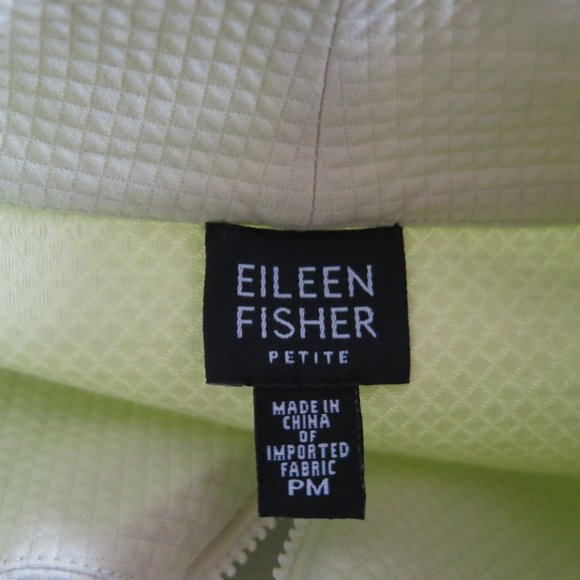 EILEEN
FISHER
PETITE
MADE IN
CHINA
OF
IMPORTED
FABRIC
PM